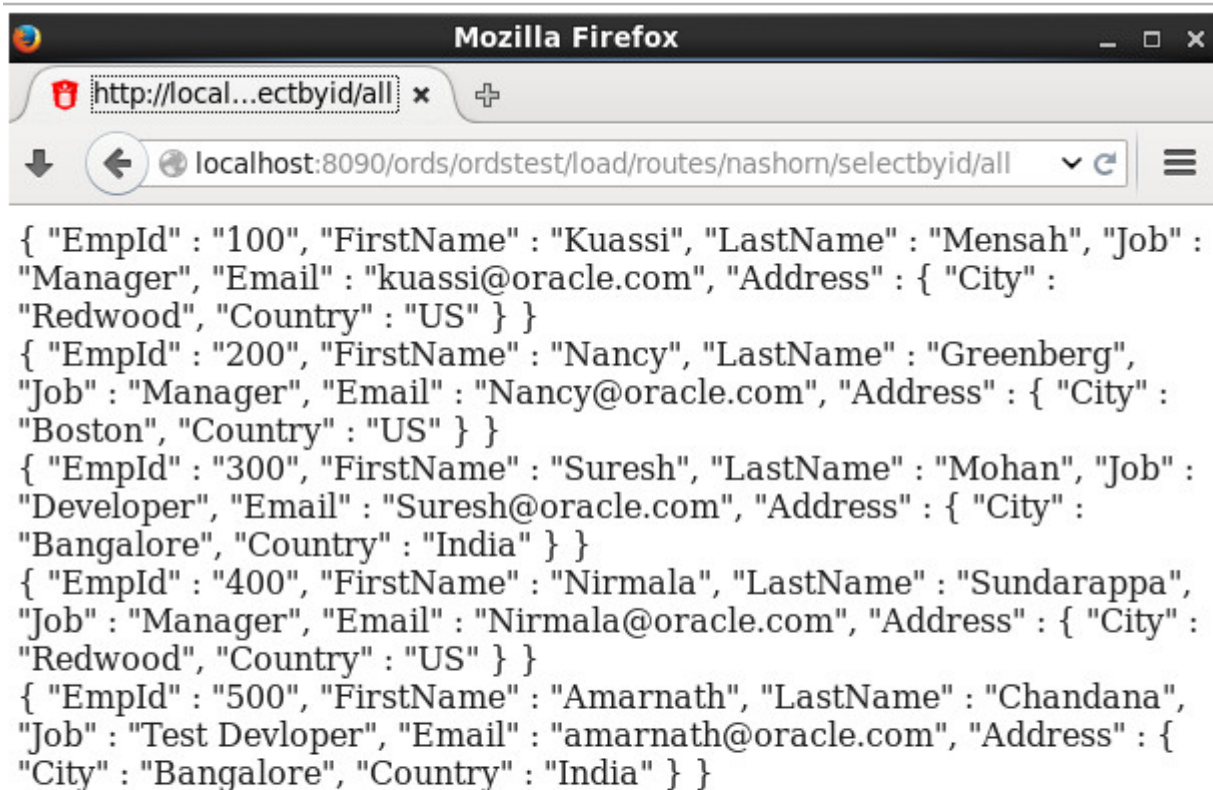 Mozilla Firefox
http://local...ectbyid/all
localhost:8090/ords/ordstest/load/routes/nashorn/selectbyid/all
{ "EmpId" : "100", "FirstName" : "Kuassi", "LastName" : "Mensah", "Job" :
"Manager", "Email" : "kuassi@oracle.com", "Address" : { "City" :
"Redwood", "Country" : "US" } }
{ "EmpId" : "200", "FirstName" : "Nancy", "LastName" : "Greenberg",
"Job" : "Manager", "Email" : "Nancy@oracle.com", "Address" : { "City" :
"Boston", "Country" : "US" } }
{ "EmpId" : "300", "FirstName" : "Suresh", "LastName" : "Mohan", "Job" :
"Developer", "Email" : "Suresh@oracle.com", "Address" : { "City" :
"Bangalore", "Country" : "India" } }
{ "EmpId" : "400", "FirstName" : "Nirmala", "LastName" : "Sundarappa",
"Job" : "Manager", "Email" : "Nirmala@oracle.com", "Address" : { "City" :
"Redwood", "Country" : "US" } }
{ "EmpId" : "500", "FirstName" : "Amarnath", "LastName" : "Chandana",
"Job" : "Test Devloper", "Email" : "amarnath@oracle.com", "Address" : {
"City" : "Bangalore", "Country" : "India" } }